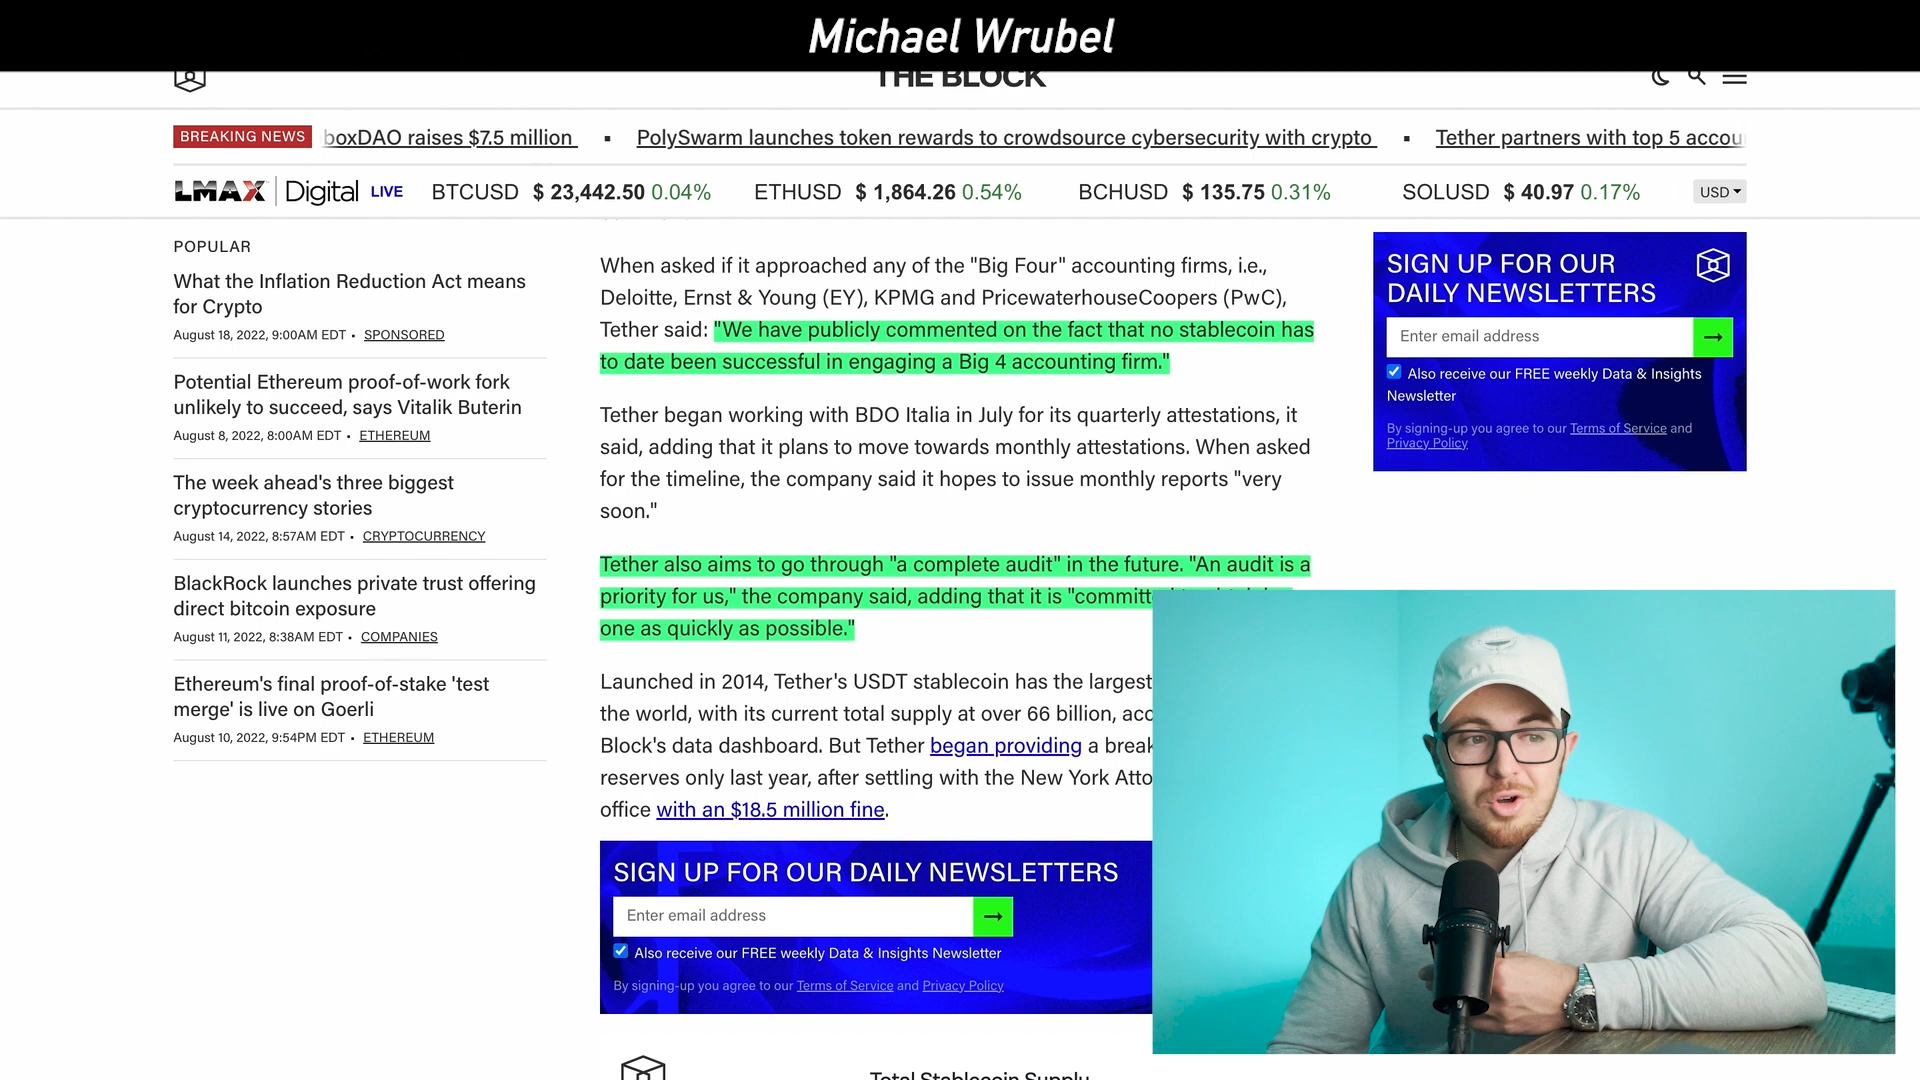 Michael Wrubel
THE BLOCK
BREAKING NEWS boxDAO raises $7.5 million ▪ PolySwarm launches token rewards to crowdsource cybersecurity with crypto ▪ Tether partners with top 5 accou
LMAX Digital LIVE BTCUSD $ 23,442.50 0.04% ETHUSD $ 1,864.26 0.54% BCHUSD $ 135.75 0.31% SOLUSD $ 40.97 0.17% USD
POPULAR
What the Inflation Reduction Act means
for Crypto
August 18, 2022, 9:00AM EDT • SPONSORED
Potential Ethereum proof-of-work fork
unlikely to succeed, says Vitalik Buterin
August 8, 2022, 8:00AM EDT • ETHEREUM
The week ahead's three biggest
cryptocurrency stories
August 14, 2022, 8:57AM EDT • CRYPTOCURRENCY
BlackRock launches private trust offering
direct bitcoin exposure
August 11, 2022, 8:38AM EDT • COMPANIES
Ethereum's final proof-of-stake 'test
merge' is live on Goerli
August 10, 2022, 9:54PM EDT • ETHEREUM
When asked if it approached any of the "Big Four" accounting firms, i.e.,
Deloitte, Ernst & Young (EY), KPMG and PricewaterhouseCoopers (PwC),
Tether said: "We have publicly commented on the fact that no stablecoin has
to date been successful in engaging a Big 4 accounting firm."
Tether began working with BDO Italia in July for its quarterly attestations, it
said, adding that it plans to move towards monthly attestations. When asked
for the timeline, the company said it hopes to issue monthly reports "very
soon."
Tether also aims to go through "a complete audit" in the future. "An audit is a
priority for us," the company said, adding that it is "committe
one as quickly as possible."
Launched in 2014, Tether's USDT stablecoin has the largest
the world, with its current total supply at over 66 billion, acc
Block's data dashboard. But Tether began providing a break
reserves only last year, after settling with the New York Atto
office with an $18.5 million fine.
SIGN UP FOR OUR DAILY NEWSLETTERS
Enter email address →
Also receive our FREE weekly Data & Insights Newsletter
By signing-up you agree to our Terms of Service and Privacy Policy
Total Stablecoin Supply
SIGN UP FOR OUR
DAILY NEWSLETTERS
Enter email address →
Also receive our FREE weekly Data & Insights
Newsletter
By signing-up you agree to our Terms of Service and
Privacy Policy